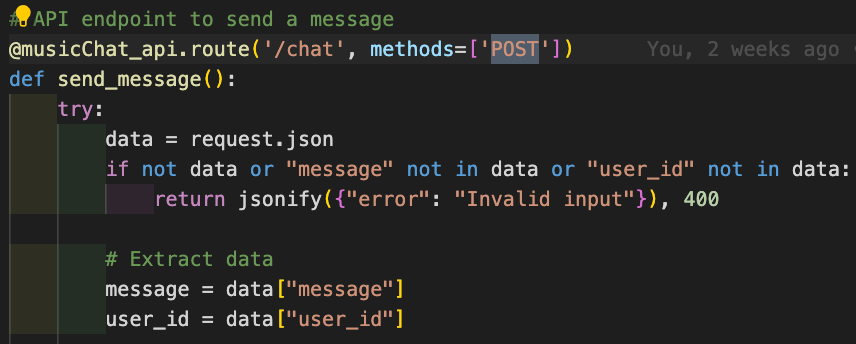 # API endpoint to send a message
@musicChat_api.route('/chat', methods=['POST'])     You, 2 weeks ago
def send_message():
    try:
        data = request.json
        if not data or "message" not in data or "user_id" not in data:
            return jsonify({"error": "Invalid input"}), 400

        # Extract data
        message = data["message"]
        user_id = data["user_id"]